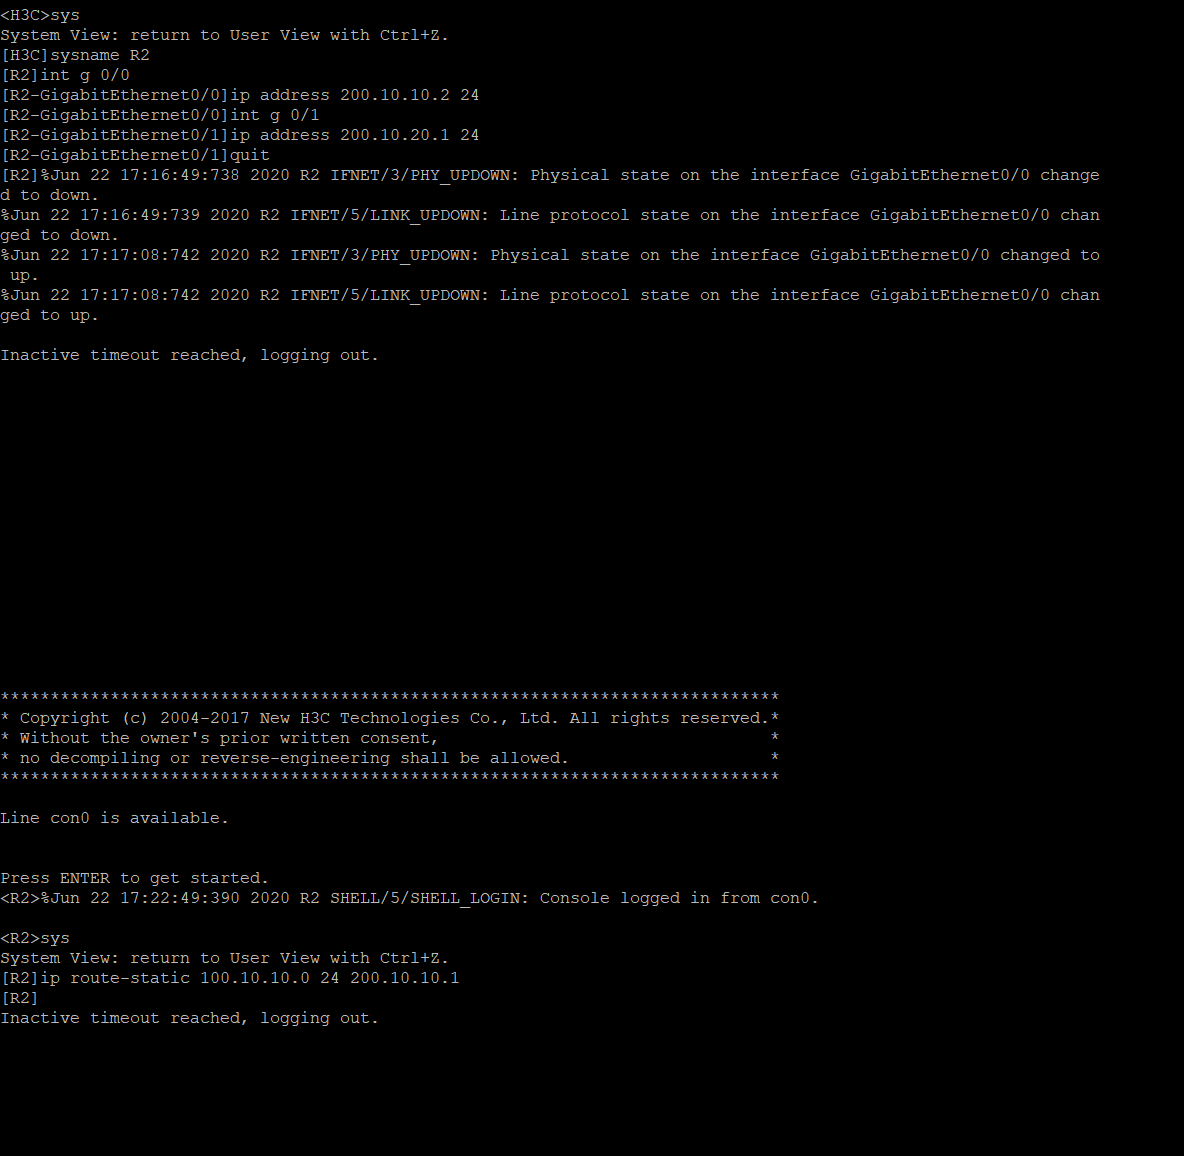 <H3C>sys
System View: return to User View with Ctrl+Z.
[H3C]sysname R2
[R2]int g 0/0
[R2-GigabitEthernet0/0]ip address 200.10.10.2 24
[R2-GigabitEthernet0/0]int g 0/1
[R2-GigabitEthernet0/1]ip address 200.10.20.1 24
[R2-GigabitEthernet0/1]quit
[R2]%Jun 22 17:16:49:738 2020 R2 IFNET/3/PHY_UPDOWN: Physical state on the interface GigabitEthernet0/0 change
d to down.
%Jun 22 17:16:49:739 2020 R2 IFNET/5/LINK_UPDOWN: Line protocol state on the interface GigabitEthernet0/0 chan
ged to down.
%Jun 22 17:17:08:742 2020 R2 IFNET/3/PHY_UPDOWN: Physical state on the interface GigabitEthernet0/0 changed to
 up.
%Jun 22 17:17:08:742 2020 R2 IFNET/5/LINK_UPDOWN: Line protocol state on the interface GigabitEthernet0/0 chan
ged to up.

Inactive timeout reached, logging out.

******************************************************************************
* Copyright (c) 2004-2017 New H3C Technologies Co., Ltd. All rights reserved.*
* Without the owner's prior written consent,                                 *
* no decompiling or reverse-engineering shall be allowed.                    *
******************************************************************************

Line con0 is available.


Press ENTER to get started.
<R2>%Jun 22 17:22:49:390 2020 R2 SHELL/5/SHELL_LOGIN: Console logged in from con0.

<R2>sys
System View: return to User View with Ctrl+Z.
[R2]ip route-static 100.10.10.0 24 200.10.10.1
[R2]
Inactive timeout reached, logging out.